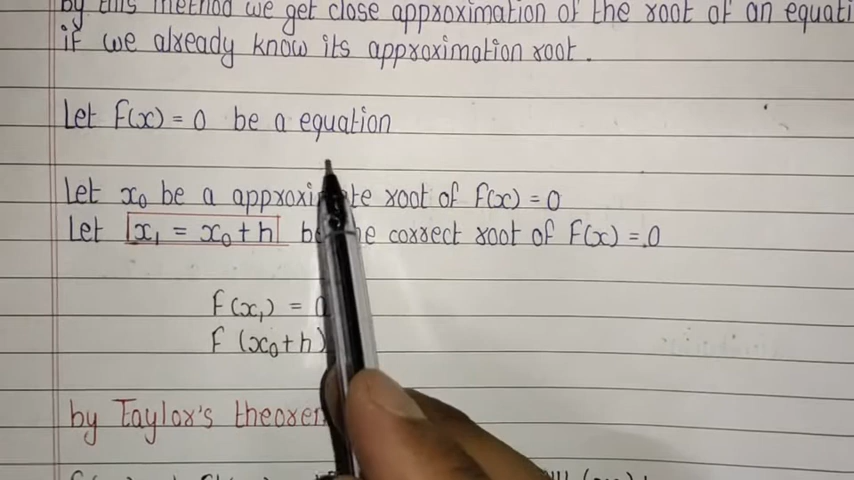 by this method we get close approximation of the root of an equati
if we already know its approximation root.
Let f(x) = 0 be a equation
Let x₀ be a approxi te root of f(x) = 0
Let x₁ = x₀ + h b he correct root of f(x) = 0
f(x₁) = 0
f(x₀+h)
by Taylor's theorem